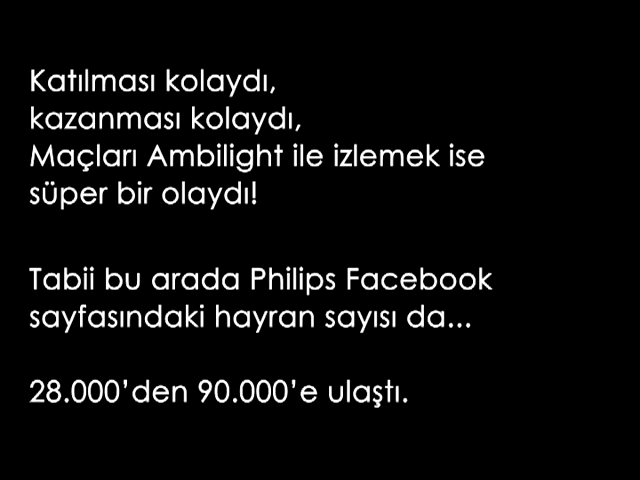 Katılması kolaydı,
kazanması kolaydı,
Maçları Ambilight ile izlemek ise
süper bir olaydı!
Tabii bu arada Philips Facebook
sayfasındaki hayran sayısı da...
28.000’den 90.000’e ulaştı.